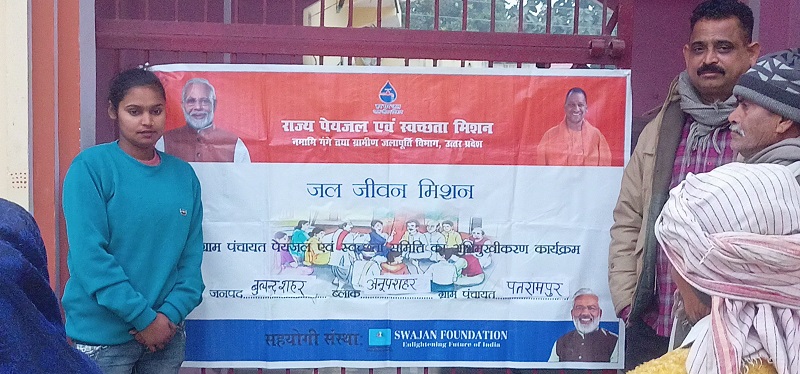 राज्य पेयजल एवं स्वच्छता मिशन
नमामि गंगे तथा ग्रामीण जलापूर्ति विभाग, उत्तर प्रदेश
जल जीवन मिशन
ग्राम पंचायत पेयजल एवं स्वच्छता समिति का अभिमुखीकरण कार्यक्रम
जनपद बुलन्दशहर ब्लाक अनूपशहर ग्राम पंचायत पतरामपुर
सहयोगी संस्था: SWAJAN FOUNDATION
Enlightening Future of India